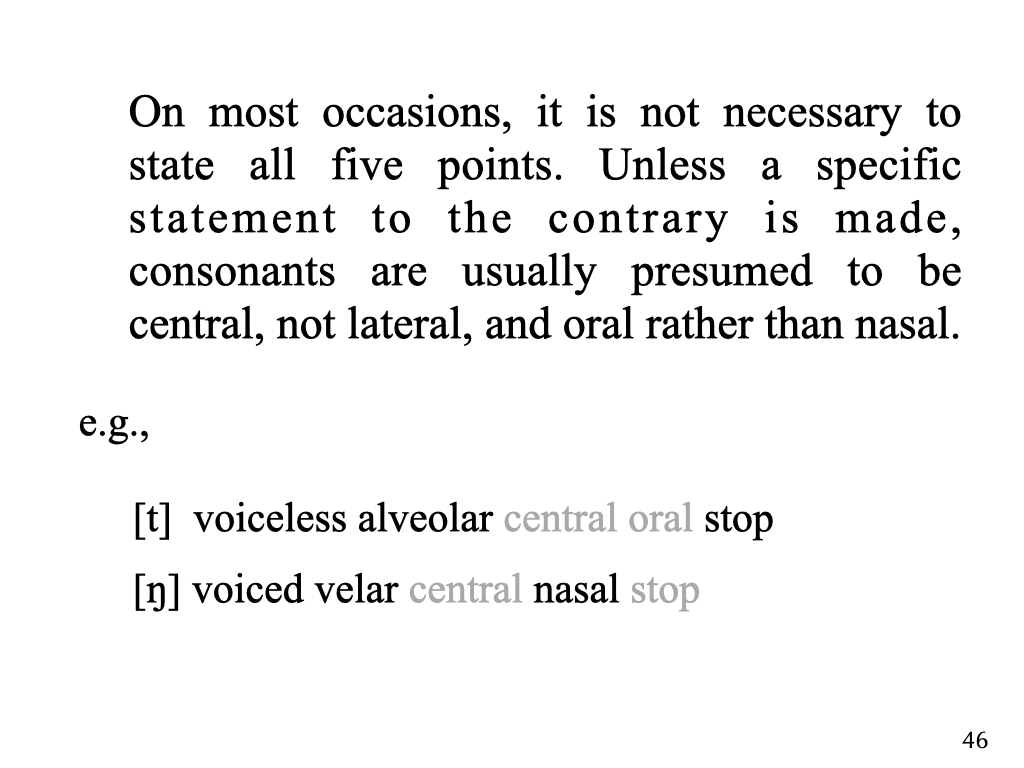 On most occasions, it is not necessary to
state all five points. Unless a specific
statement to the contrary is made,
consonants are usually presumed to be
central, not lateral, and oral rather than nasal.
e.g.,
[t] voiceless alveolar central oral stop
[ŋ] voiced velar central nasal stop
46